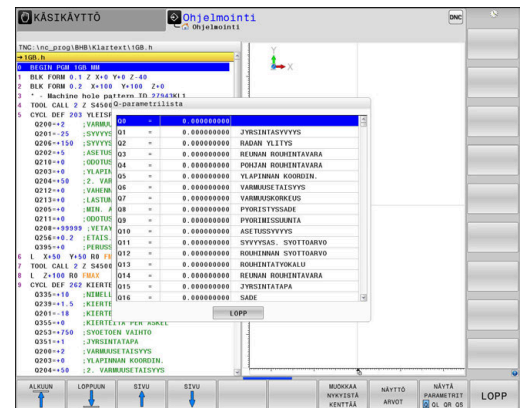 KÄSIKÄYTTÖ
Ohjelmointi
Ohjelmointi
DNC
TNC:\nc_prog\BHB\Klartext\1GB.h
→1GB.h
0 BEGIN PGM 1GB MM
1 BLK FORM 0.1 Z X+0 Y+0 Z-40
2 BLK FORM 0.2 X+100 Y+100 Z+0
3 * - Machine hole pattern ID 27943KL1
4 TOOL CALL 2 Z S4500
5 CYCL DEF 203 YLEISP
Q200=+2 ;VARMUU
Q201=-25 ;SYVYYS
Q206=+150 ;SYVYYS
Q202=+5 ;ASETUS
Q210=+0 ;ODOTUS
Q203=+0 ;YLAPIN
Q204=+50 ;2. VAR
Q212=+0 ;VAHENN
Q213=+0 ;LASTUN
Q205=+0 ;MIN. A
Q211=+0 ;ODOTUS
Q208=+99999 ;VETAY
Q256=+0.2 ;ETAIS.
Q395=+0 ;PERUSS
6 L X+50 Y+50 R0 FM
7 TOOL CALL 2 Z S4500
8 L Z+100 R0 FMAX
9 CYCL DEF 262 KIERTE
Q335=+10 ;NIMELL
Q239=+1.5 ;KIERTE
Q201=-18 ;KIERTE
Q355=+0 ;KIERTEITA PER ASKEL
Q253=+750 ;SYOETOEN VAIHTO
Q351=+1 ;JYRSINTATAPA
Q200=+2 ;VARMUUSETAISYYS
Q203=+0 ;YLAPINNAN KOORDIN.
Q204=+50 ;2. VARMUUSETAISYYS
Y
X
Q-parametrilista
Q0 = 0.000000000
Q1 = 0.000000000 JYRSINTASYVYYS
Q2 = 0.000000000 RADAN YLITYS
Q3 = 0.000000000 REUNAN ROUHINTAVARA
Q4 = 0.000000000 POHJAN ROUHINTAVARA
Q5 = 0.000000000 YLAPINNAN KOORDIN.
Q6 = 0.000000000 VARMUUSETAISYYS
Q7 = 0.000000000 VARMUUSKORKEUS
Q8 = 0.000000000 PYORISTYSSADE
Q9 = 0.000000000 PYORIMISSUUNTA
Q10 = 0.000000000 ASETUSSYVYYS
Q11 = 0.000000000 SYVYYSAS. SYOTTOARVO
Q12 = 0.000000000 ROUHINNAN SYOTTOARVO
Q13 = 0.000000000 ROUHINTATYOKALU
Q14 = 0.000000000 REUNAN ROUHINTAVARA
Q15 = 0.000000000 JYRSINTATAPA
Q16 = 0.000000000 SADE
LOPP
ALKUUN
LOPPUUN
SIVU
SIVU
MUOKKAA
NYKYISTÄ
KENTTÄÄ
NÄYTTÖ
ARVOT
NÄYTÄ
PARAMETRIT
Q QL QR QS
LOPP